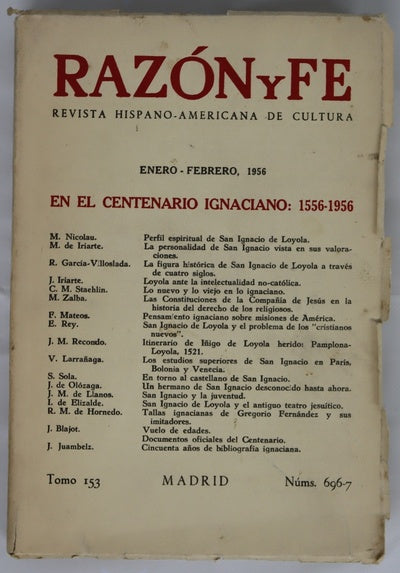 RAZÓN Y FE
REVISTA HISPANO-AMERICANA DE CULTURA
ENERO - FEBRERO, 1956
EN EL CENTENARIO IGNACIANO: 1556-1956
M. Nicolau. Perfil espiritual de San Ignacio de Loyola.
M. de Iriarte. La personalidad de San Ignacio vista en sus valora-
ciones.
R. García-Villoslada. La figura histórica de San Ignacio de Loyola a través
de cuatro siglos.
J. Iriarte. Loyola ante la intelectualidad no-católica.
C. M. Staehlin. Lo nuevo y lo viejo en lo ignaciano.
M. Zalba. Las Constituciones de la Compañía de Jesús en la
historia del derecho de los religiosos.
F. Mateos. Pensamiento ignaciano sobre misiones de América.
E. Rey. San Ignacio de Loyola y el problema de los "cristianos
nuevos".
J. M. Recondo. Itinerario de Iñigo de Loyola herido: Pamplona-
Loyola, 1521.
V. Larrañaga. Los estudios superiores de San Ignacio en París,
Bolonia y Venecia.
S. Sola. En torno al castellano de San Ignacio.
J. de Olózaga. Un hermano de San Ignacio desconocido hasta ahora.
J. M. de Llanos. San Ignacio y la juventud.
I. de Elizalde. San Ignacio de Loyola y el antiguo teatro jesuítico.
R. M. de Hornedo. Tallas ignacianas de Gregorio Fernández y sus
imitadores.
J. Blajot. Vuelo de edades.
Documentos oficiales del Centenario.
J. Juambelz. Cincuenta años de bibliografía ignaciana.
Tomo 153 MADRID Núms. 696-7